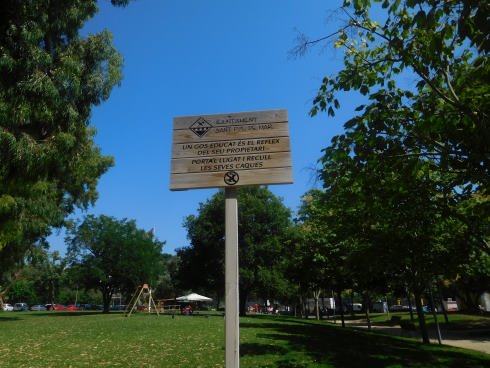 AJUNTAMENT
SANT POL DE MAR
UN GOS EDUCAT ÉS EL REFLEX
DEL SEU PROPIETARI
PORTA'L LLIGAT I RECULL
LES SEVES CAQUES